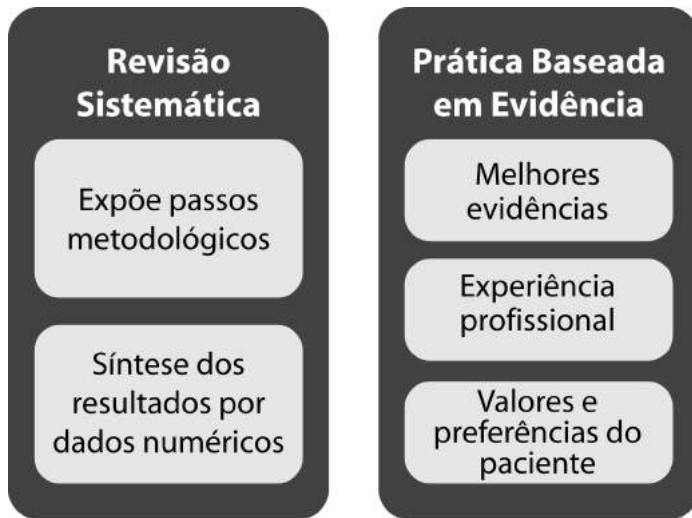 Revisão
Sistemática
Expõe passos
metodológicos
Síntese dos
resultados por
dados numéricos
Prática Baseada
em Evidência
Melhores
evidências
Experiência
profissional
Valores e
preferências do
paciente